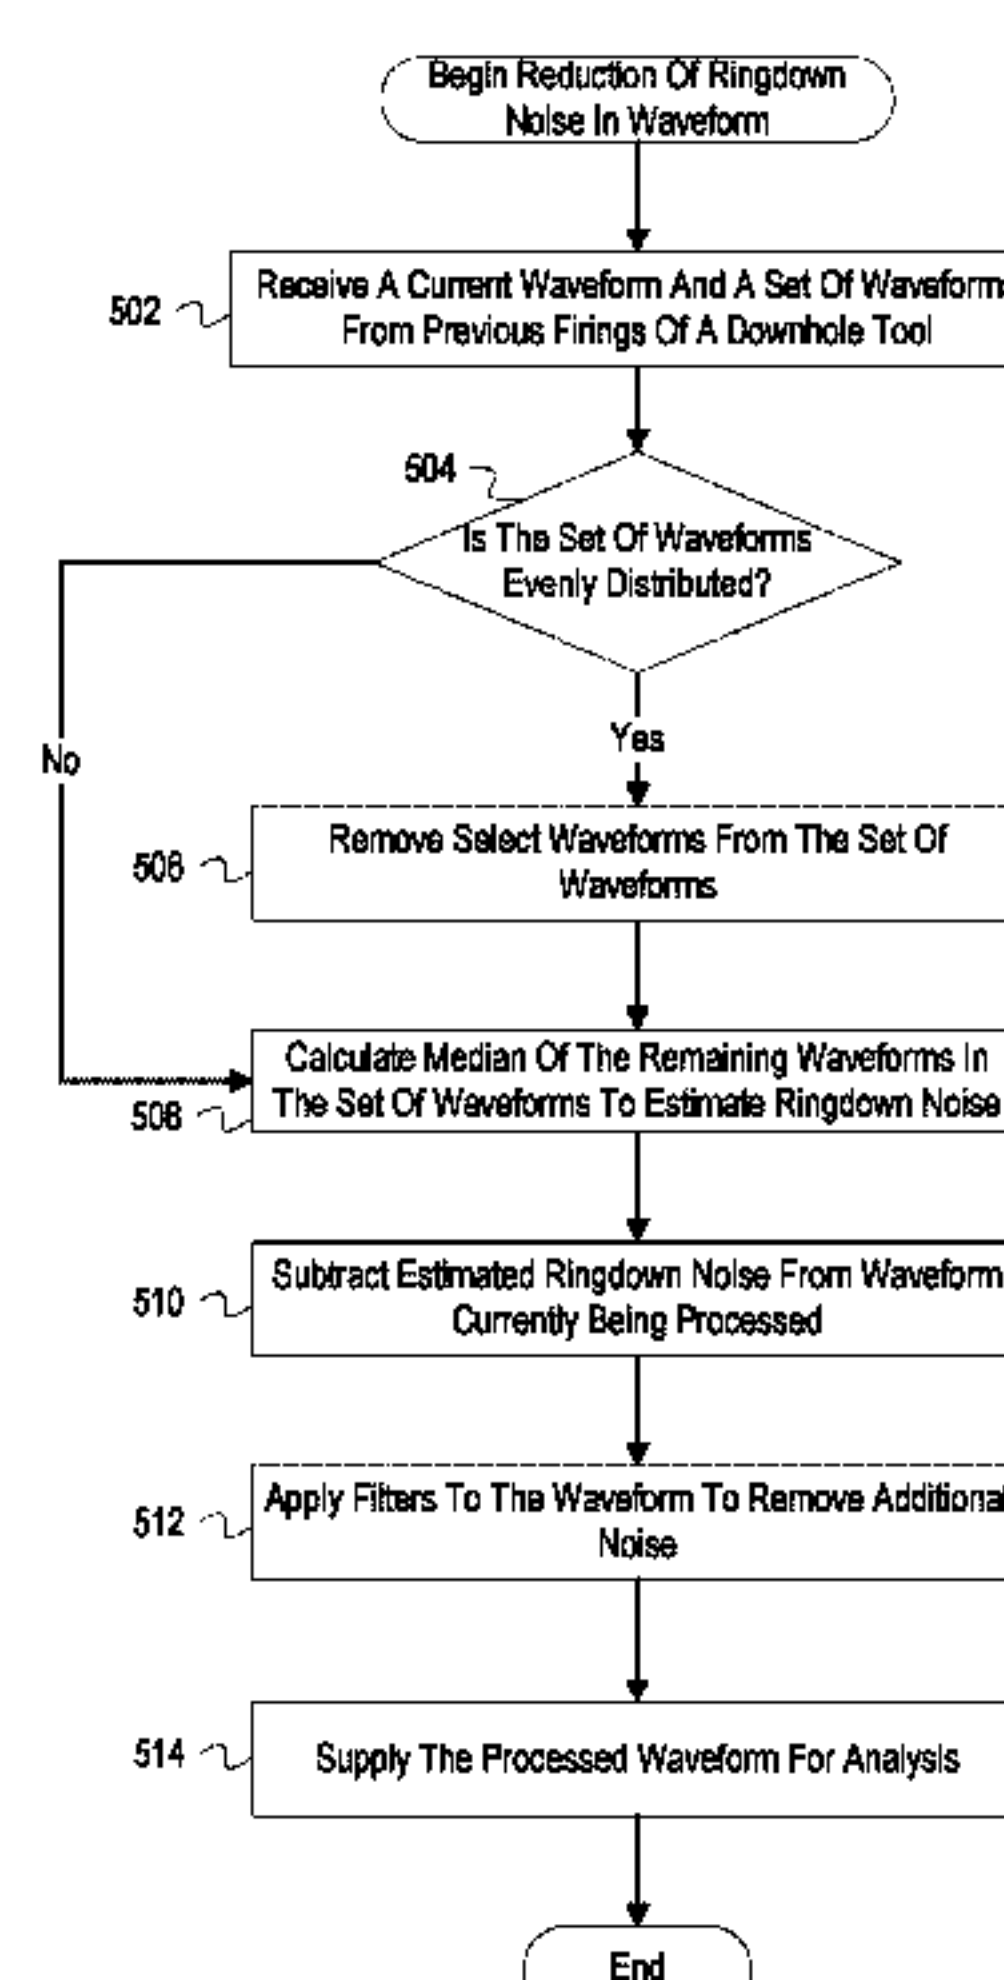 Begin Reduction Of Ringdown
Noise In Waveform
502
Receive A Current Waveform And A Set Of Waveforms
From Previous Firings Of A Downhole Tool
504
Is The Set Of Waveforms
Evenly Distributed?
No
Yes
506
Remove Select Waveforms From The Set Of
Waveforms
Calculate Median Of The Remaining Waveforms In
The Set Of Waveforms To Estimate Ringdown Noise
508
510
Subtract Estimated Ringdown Noise From Waveform
Currently Being Processed
512
Apply Filters To The Waveform To Remove Additional
Noise
514
Supply The Processed Waveform For Analysis
End